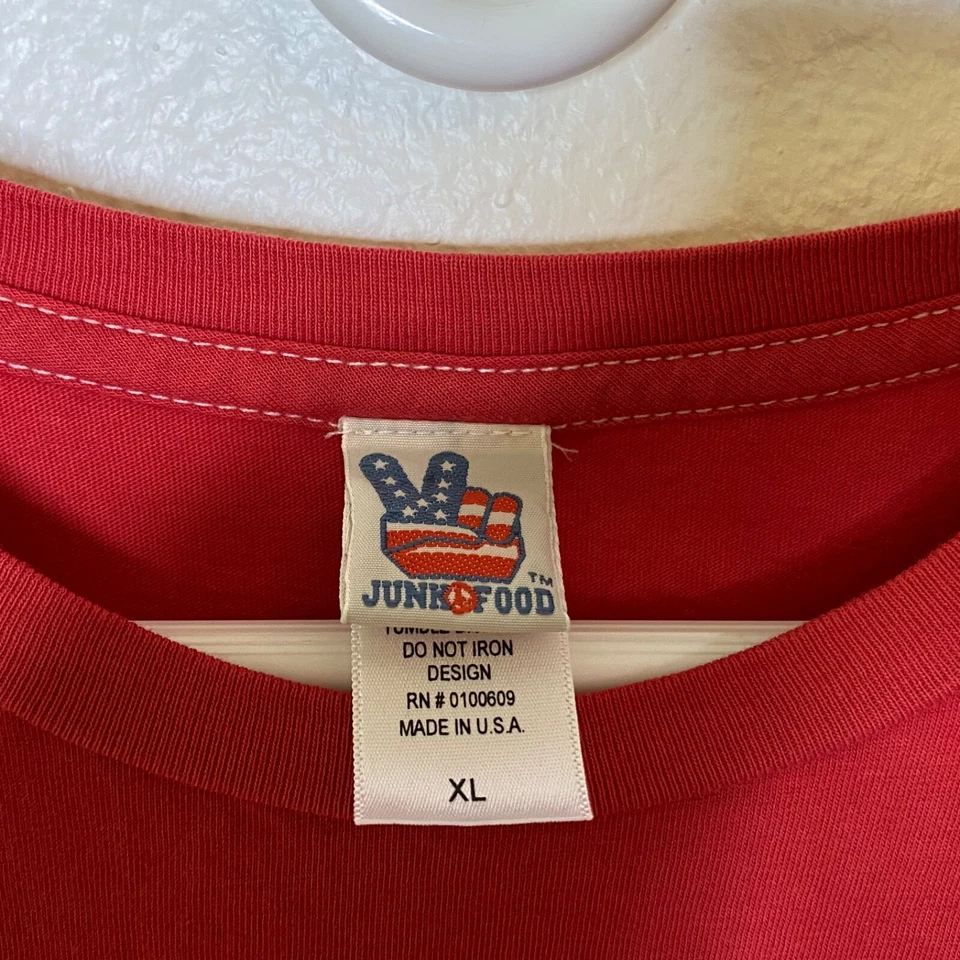 TM
JUNK FOOD
DO NOT IRON
DESIGN
RN # 0100609
MADE IN U.S.A.
XL